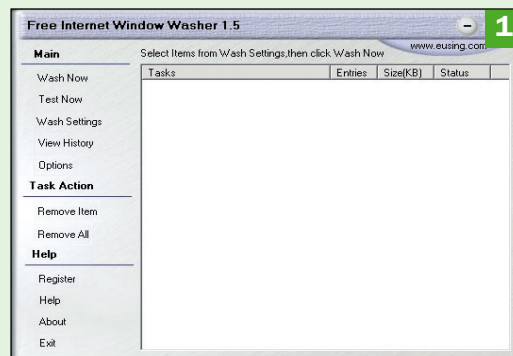 Free Internet Window Washer 1.5
1
www.eusing.com
Main
Select Items from Wash Settings,then click Wash Now
Tasks Entries Size(KB) Status
Wash Now
Test Now
Wash Settings
View History
Options
Task Action
Remove Item
Remove All
Help
Register
Help
About
Exit